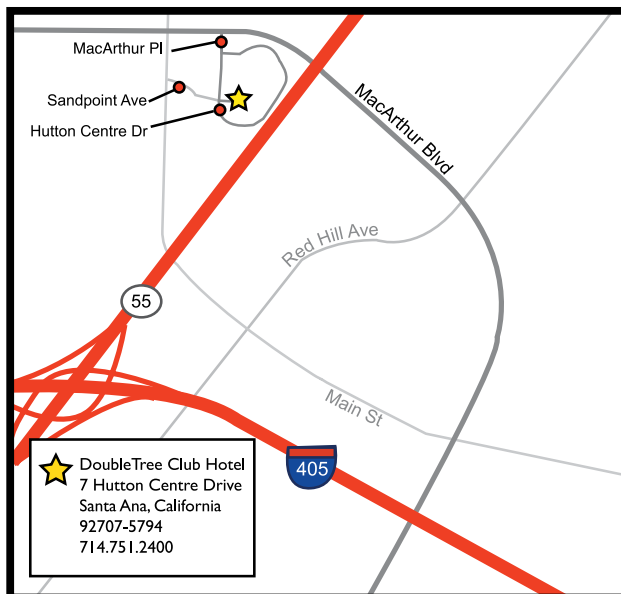 MacArthur Pl
Sandpoint Ave
Hutton Centre Dr
MacArthur Blvd
Red Hill Ave
55
Main St
405
DoubleTree Club Hotel
7 Hutton Centre Drive
Santa Ana, California
92707-5794
714.751.2400